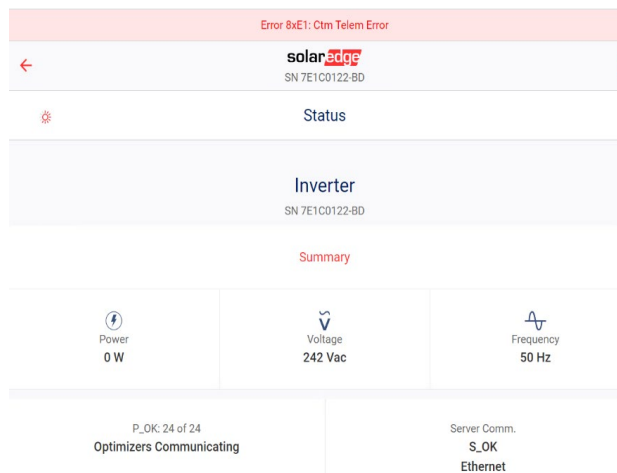 Error 8xE1: Ctm Telem Error
solaredge
SN 7E1C0122-BD
Status
Inverter
SN 7E1C0122-BD
Summary
Power
0 W
Voltage
242 Vac
Frequency
50 Hz
P_OK: 24 of 24
Optimizers Communicating
Server Comm.
S_OK
Ethernet